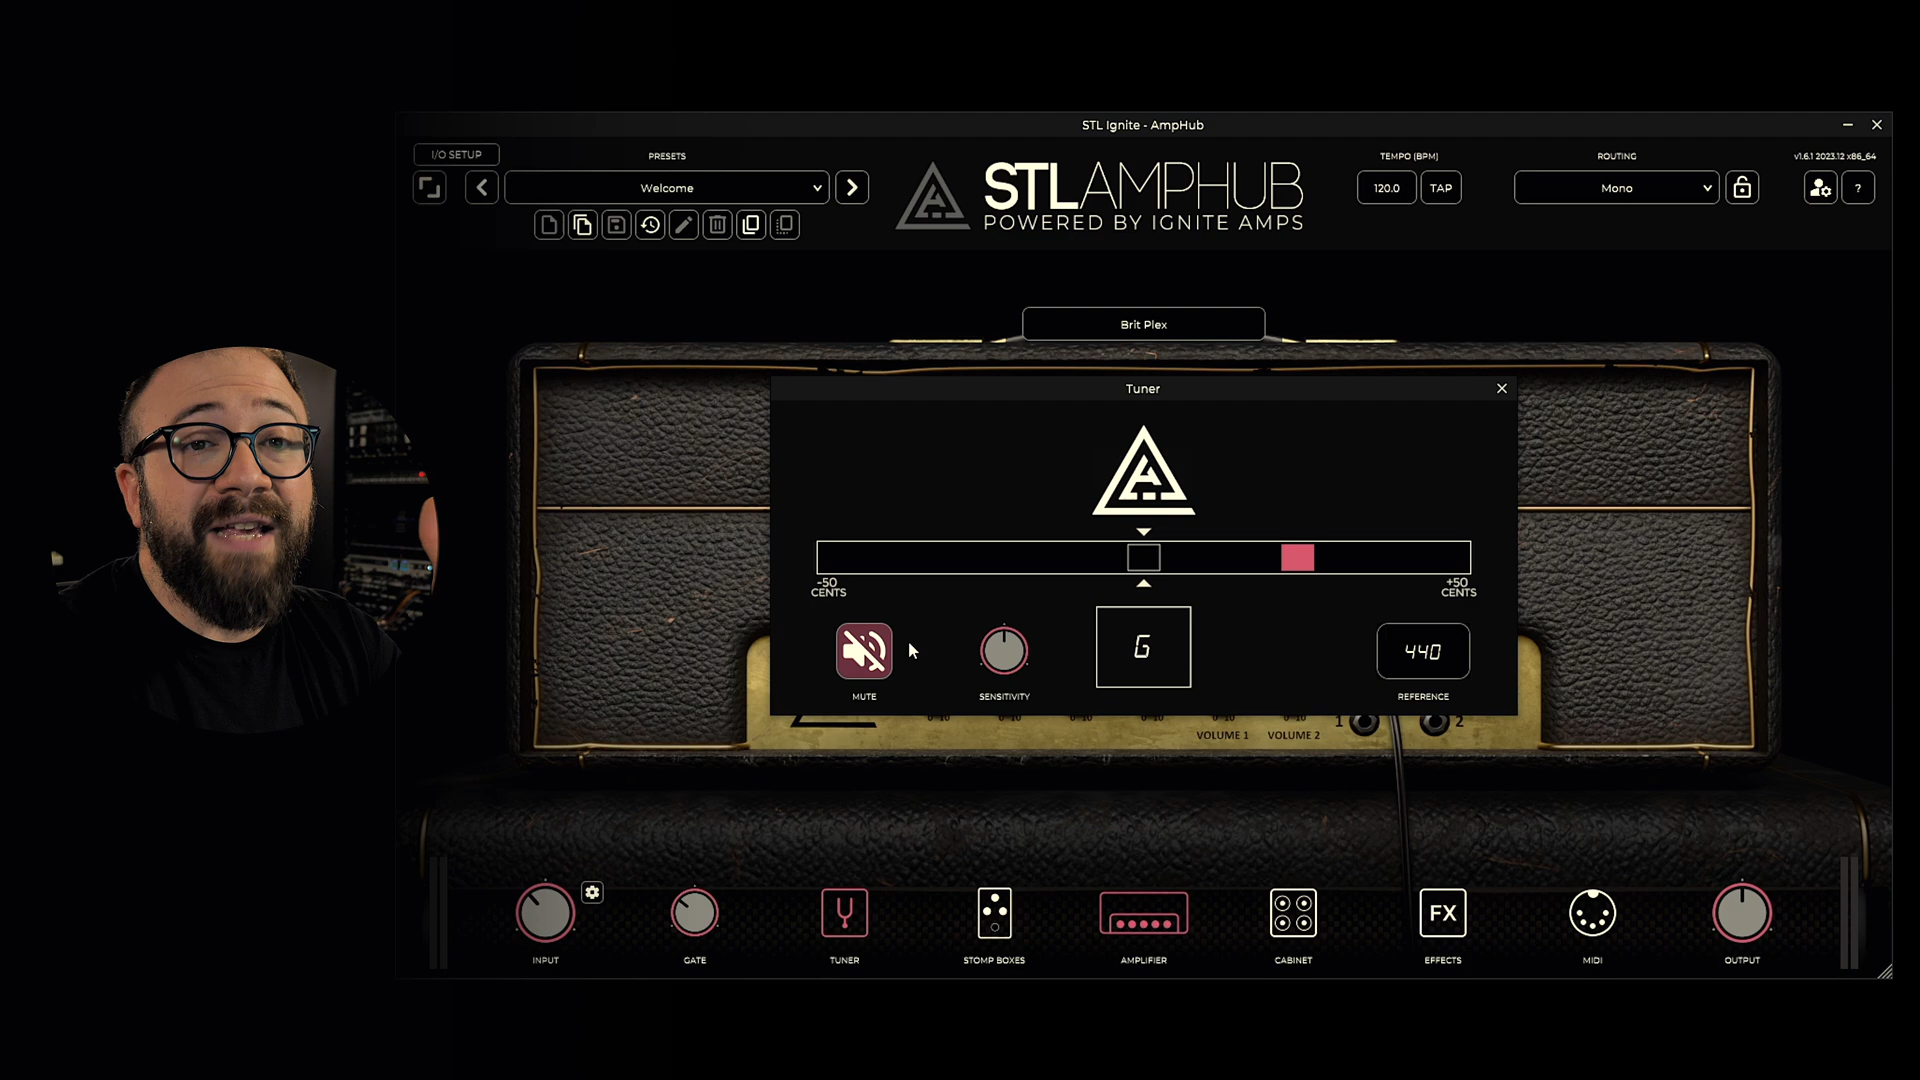 STL Ignite - AmpHub
I/O SETUP
PRESETS
Welcome
STLAMPHUB
POWERED BY IGNITE AMPS
TEMPO (BPM)
120.0
TAP
ROUTING
Mono
v1.6.1 2023.12 x86_64
?
Brit Plex
Tuner
-50
CENTS
+50
CENTS
G
440
MUTE
SENSITIVITY
REFERENCE
VOLUME 1
VOLUME 2
1
2
FX
INPUT
GATE
TUNER
STOMP BOXES
AMPLIFIER
CABINET
EFFECTS
MIDI
OUTPUT